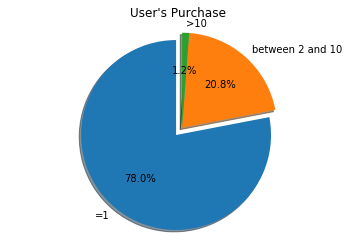 User's Purchase
>10
between 2 and 10
1.2%
20.8%
78.0%
=1